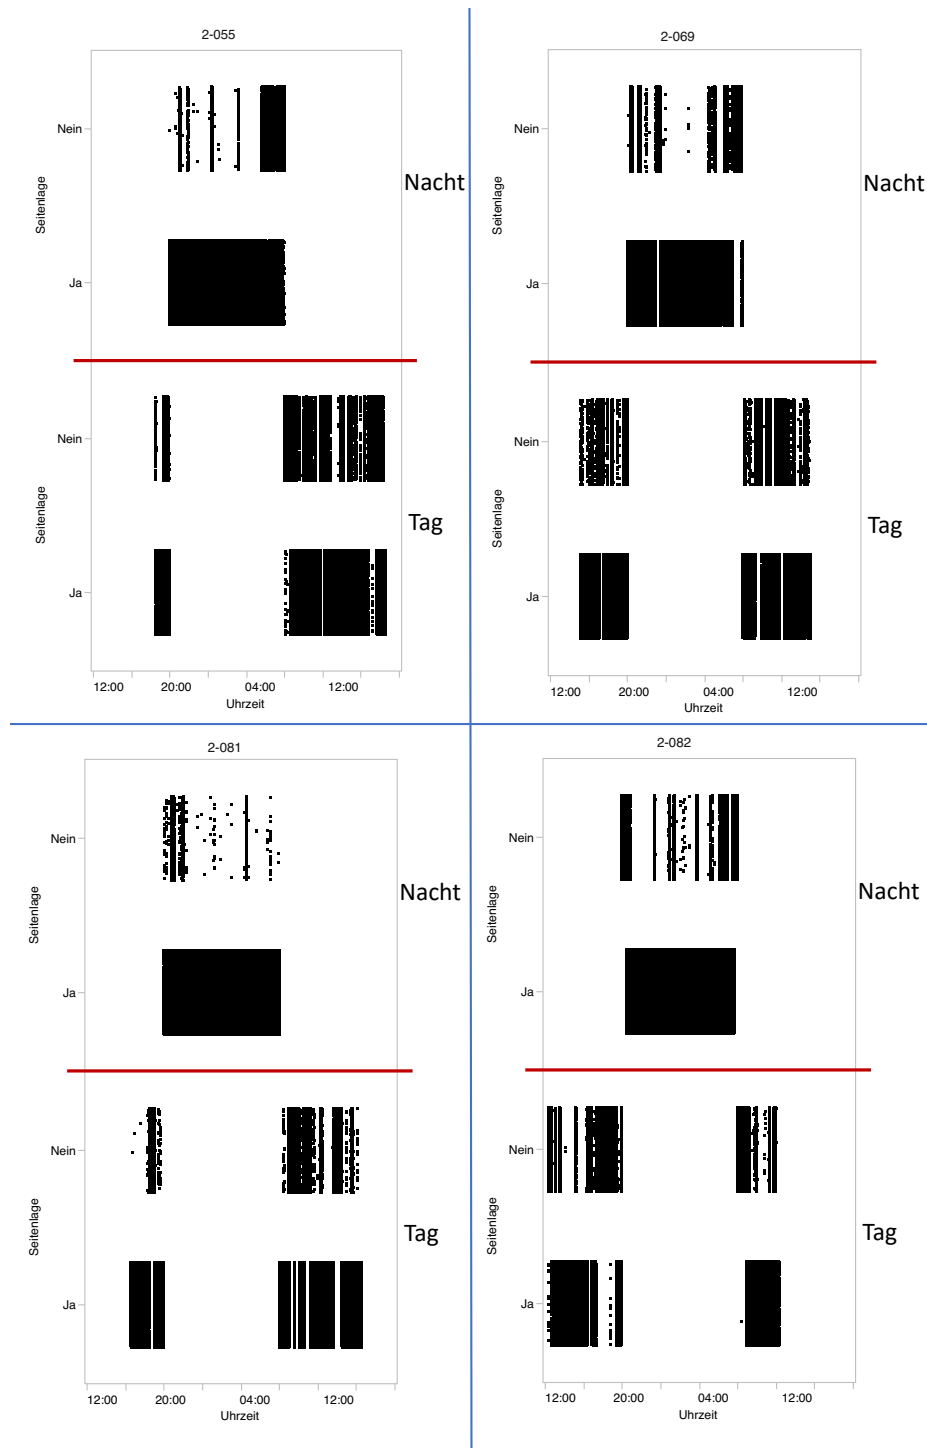 2-055
Nein
Seitenlage
Ja
Nacht
Nein
Seitenlage
Ja
Tag
12:00 20:00 04:00 12:00
Uhrzeit
2-069
Nein
Seitenlage
Ja
Nacht
Nein
Seitenlage
Ja
Tag
12:00 20:00 04:00 12:00
Uhrzeit
2-081
Nein
Seitenlage
Ja
Nacht
Nein
Seitenlage
Ja
Tag
12:00 20:00 04:00 12:00
Uhrzeit
2-082
Nein
Seitenlage
Ja
Nacht
Nein
Seitenlage
Ja
Tag
12:00 20:00 04:00 12:00
Uhrzeit